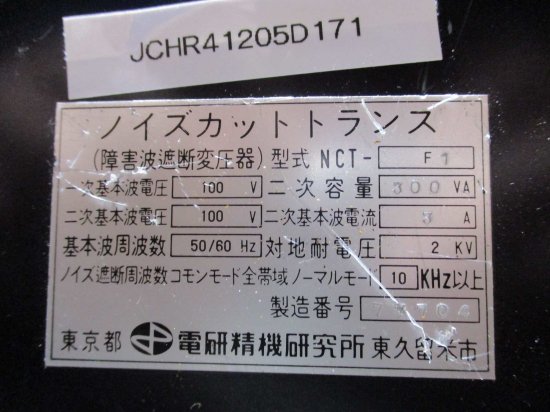 JCHR41205D171
ノイズカットトランス
(障害波遮断変圧器) 型式 NCT- F1
一次基本波電圧 100 V 二次容量 300 VA
二次基本波電圧 100 V 二次基本波電流 3 A
基本波周波数 50/60 Hz 対地耐電圧 2 KV
ノイズ遮断周波数 コモンモード全帯域 ノーマルモード 10 KHz以上
製造番号
東京都 電研精機研究所 東久留米市